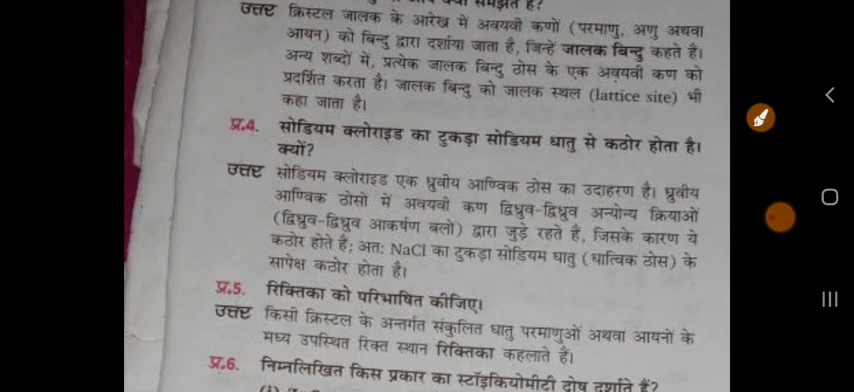 समझते हैं?
उत्तर क्रिस्टल जालक के आरेख में अवयवी कणों (परमाणु, अणु अथवा
आयन) को बिन्दु द्वारा दर्शाया जाता है, जिन्हें जालक बिन्दु कहते हैं।
अन्य शब्दों में, प्रत्येक जालक बिन्दु ठोस के एक अवयवी कण को
प्रदर्शित करता है। जालक बिन्दु को जालक स्थल (lattice site) भी
कहा जाता है।
प्र.4. सोडियम क्लोराइड का टुकड़ा सोडियम धातु से कठोर होता है।
क्यों?
उत्तर सोडियम क्लोराइड एक ध्रुवीय आण्विक ठोस का उदाहरण है। ध्रुवीय
आण्विक ठोसों में अवयवी कण द्विध्रुव-द्विध्रुव अन्योन्य क्रियाओं
(द्विध्रुव-द्विध्रुव आकर्षण बलों) द्वारा जुड़े रहते हैं, जिसके कारण ये
कठोर होते हैं; अत: NaCl का टुकड़ा सोडियम धातु (धात्विक ठोस) के
सापेक्ष कठोर होता है।
प्र.5. रिक्तिका को परिभाषित कीजिए।
उत्तर किसी क्रिस्टल के अन्तर्गत संकुलित धातु परमाणुओं अथवा आयनों के
मध्य उपस्थित रिक्त स्थान रिक्तिका कहलाते हैं।
प्र.6. निम्नलिखित किस प्रकार का स्टॉइकियोमीटी दोष दर्शाते हैं?